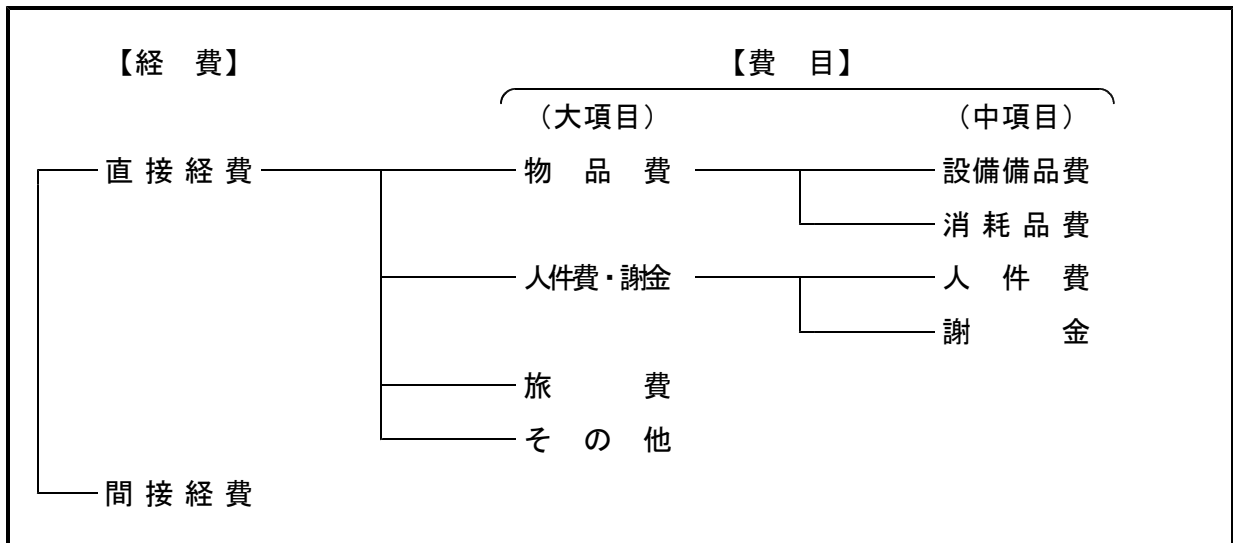 【経　費】 【費　目】
（大項目） （中項目）
直接経費 物品費 設備備品費
消耗品費
人件費・謝金 人件費
謝金
旅費
その他
間接経費